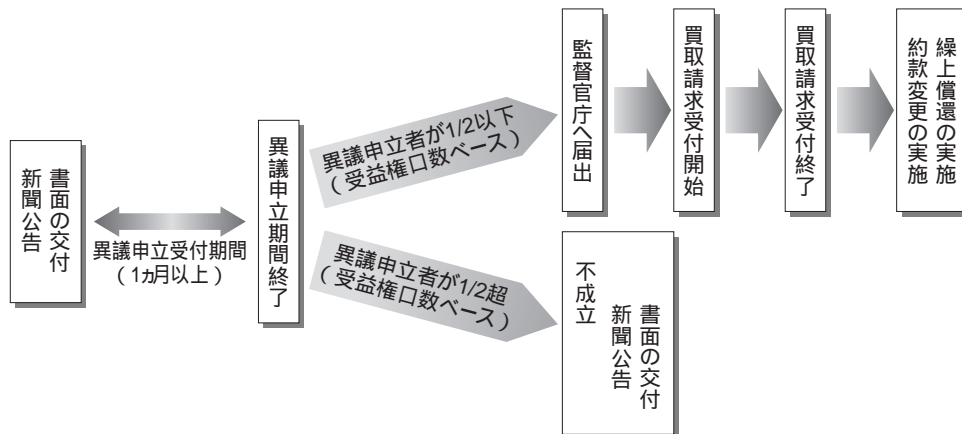 書面の交付
新聞公告
異議申立受付期間
（1ヵ月以上）
異議申立期間終了
異議申立者が1/2以下
（受益権口数ベース）
監督官庁へ届出
買取請求受付開始
買取請求受付終了
繰上償還の実施
約款変更の実施
異議申立者が1/2超
（受益権口数ベース）
不成立
書面の交付
新聞公告